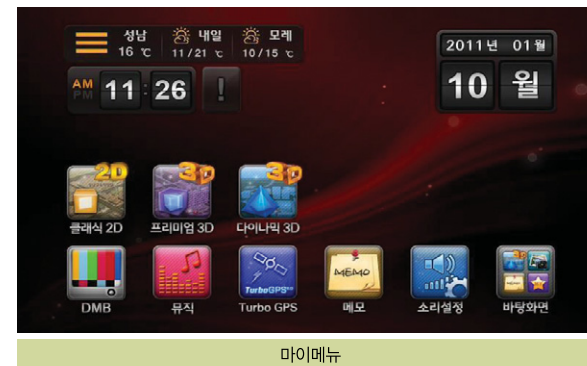 성남 내일 모레
16 ℃ 11/21 ℃ 10/15 ℃
2011년 01월
AM
PM
11:26
!
10 월
2D 3D 3D
클래식 2D 프리미엄 3D 다이나믹 3D
TurboGPS
MEMO
3D
DMB 뮤직 Turbo GPS 메모 소리설정 바탕화면
마이메뉴